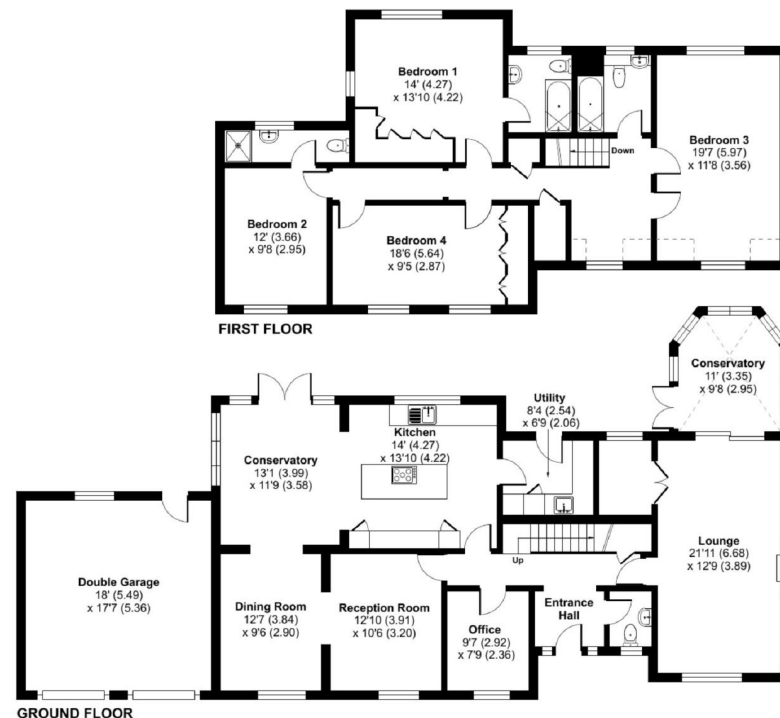 Bedroom 1
14' (4.27)
x 13'10 (4.22)
Bedroom 3
19'7 (5.97)
x 11'8 (3.56)
Down
Bedroom 2
12' (3.66)
x 9'8 (2.95)
Bedroom 4
18'6 (5.64)
x 9'5 (2.87)
FIRST FLOOR
Conservatory
11' (3.35)
x 9'8 (2.95)
Utility
8'4 (2.54)
x 6'9 (2.06)
Kitchen
14' (4.27)
x 13'10 (4.22)
Conservatory
13'1 (3.99)
x 11'9 (3.58)
Lounge
21'11 (6.68)
x 12'9 (3.89)
Up
Double Garage
18' (5.49)
x 17'7 (5.36)
Dining Room
12'7 (3.84)
x 9'6 (2.90)
Reception Room
12'10 (3.91)
x 10'6 (3.20)
Office
9'7 (2.92)
x 7'9 (2.36)
Entrance
Hall
GROUND FLOOR